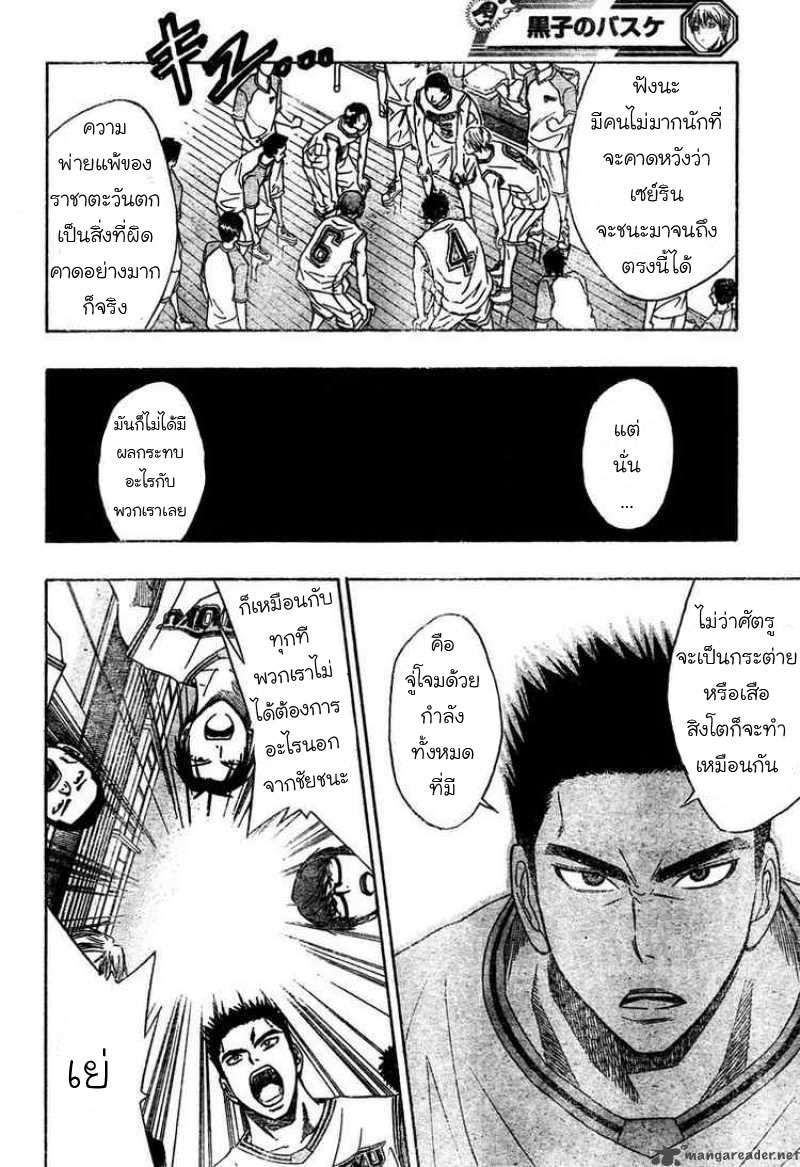 黒子のバスケ
キュ...
ฟังนะ
มีคนไม่มากนักที่
จะคาดหวังว่า
เซย์ริน
จะชนะมาจนถึง
ตรงนี้ได้
ความ
พ่ายแพ้ของ
ราชาตะวันตก
เป็นสิ่งที่ผิด
คาดอย่างมาก
ก็จริง
6
4
แต่
นั่น
...
มันก็ไม่ได้มี
ผลกระทบ
อะไรกับ
พวกเราเลย
ไม่ว่าศัตรู
จะเป็นกระต่าย
หรือเสือ
สิงโตก็จะทำ
เหมือนกัน
คือ
จู่โจมด้วย
กำลัง
ทั้งหมด
ที่มี
ก็เหมือนกับ
ทุกที
พวกเราไม่
ได้ต้องการ
อะไรนอก
จากชัยชนะ
เย่
mangareader.net